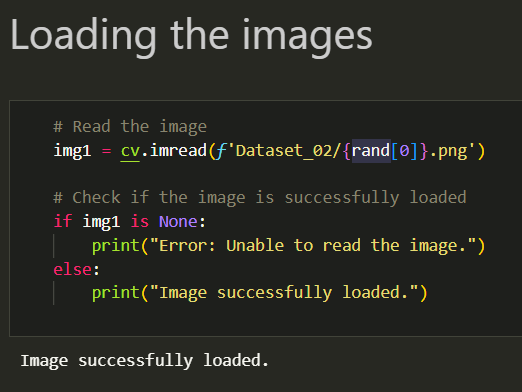 Loading the images
# Read the image
img1 = cv.imread(f'Dataset_02/{rand[0]}.png')
# Check if the image is successfully loaded
if img1 is None:
print("Error: Unable to read the image.")
else:
print("Image successfully loaded.")
Image successfully loaded.